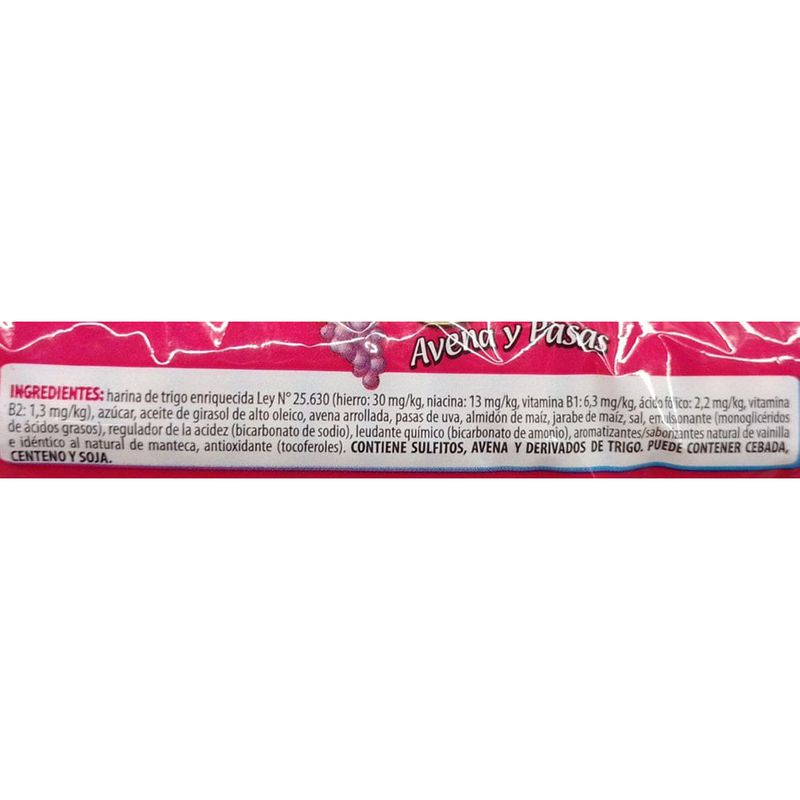 Avena y Pasas
INGREDIENTES: harina de trigo enriquecida Ley N° 25.630 (hierro: 30 mg/kg, niacina: 13 mg/kg, vitamina B1: 6,3 mg/kg, ácido fólico: 2,2 mg/kg, vitamina
B2: 1,3 mg/kg), azúcar, aceite de girasol de alto oleico, avena arrollada, pasas de uva, almidón de maíz, jarabe de maíz, sal, emulsionante (monoglicéridos
de ácidos grasos), regulador de la acidez (bicarbonato de sodio), leudante químico (bicarbonato de amonio), aromatizantes/saborizantes natural de vainilla
e idéntico al natural de manteca, antioxidante (tocoferoles). CONTIENE SULFITOS, AVENA Y DERIVADOS DE TRIGO. PUEDE CONTENER CEBADA,
CENTENO Y SOJA.